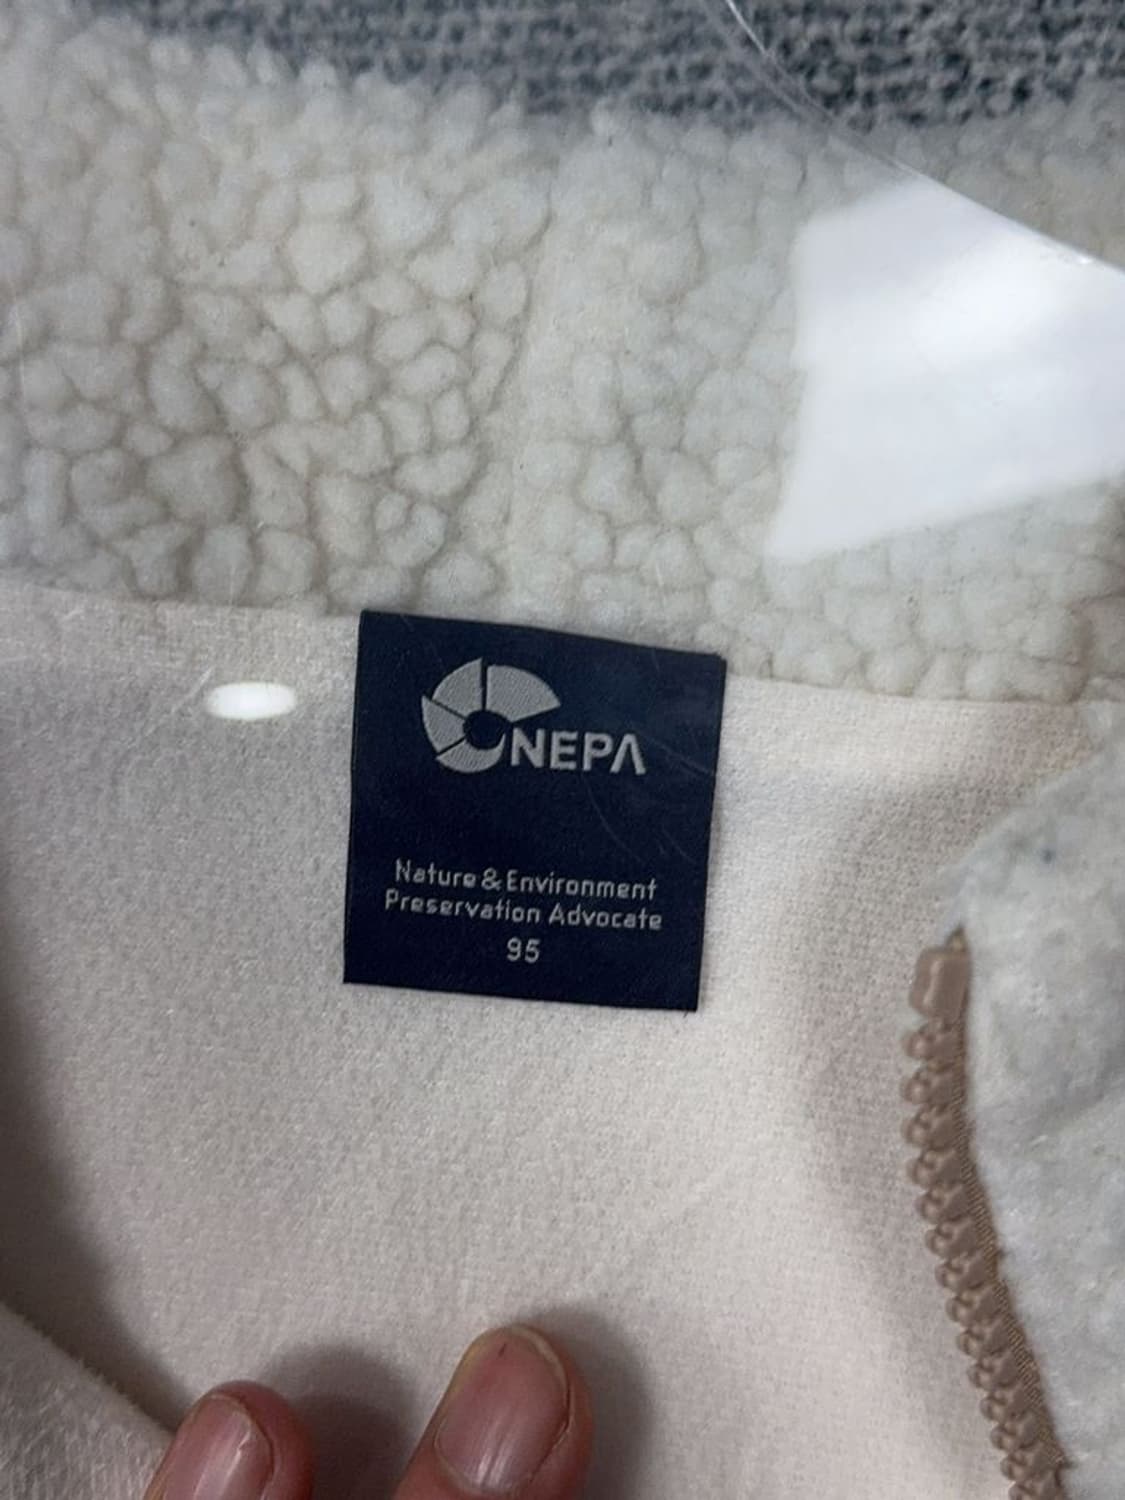 NEPA
Nature & Environment
Preservation Advocate
95